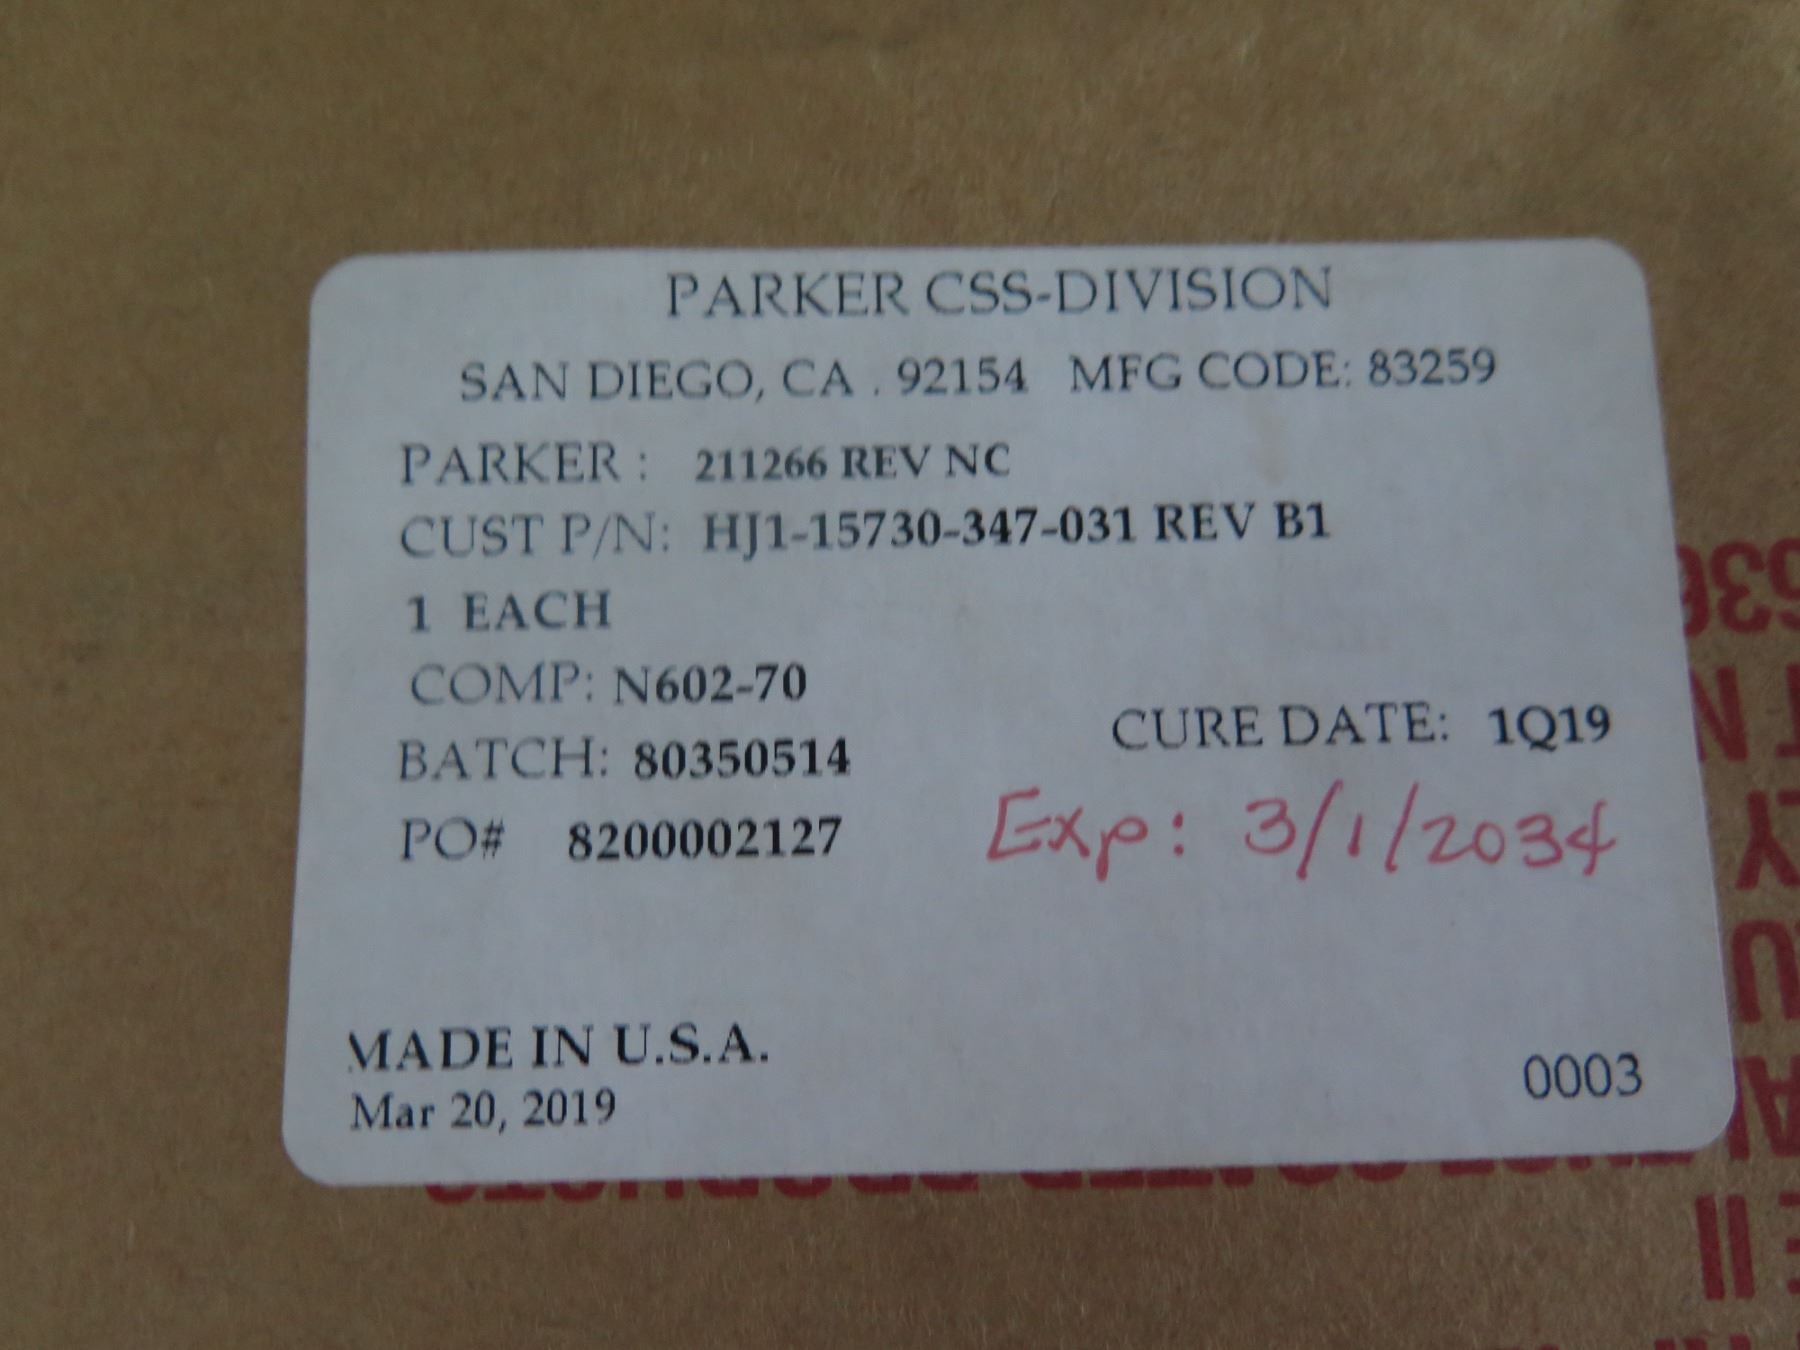 PARKER CSS-DIVISION
SAN DIEGO, CA . 92154 MFG CODE: 83259
PARKER : 211266 REV NC
CUST P/N: HJ1-15730-347-031 REV B1
1 EACH
COMP: N602-70
BATCH: 80350514
CURE DATE: 1Q19
PO# 8200002127
Exp: 3/1/2034
MADE IN U.S.A.
Mar 20, 2019
0003